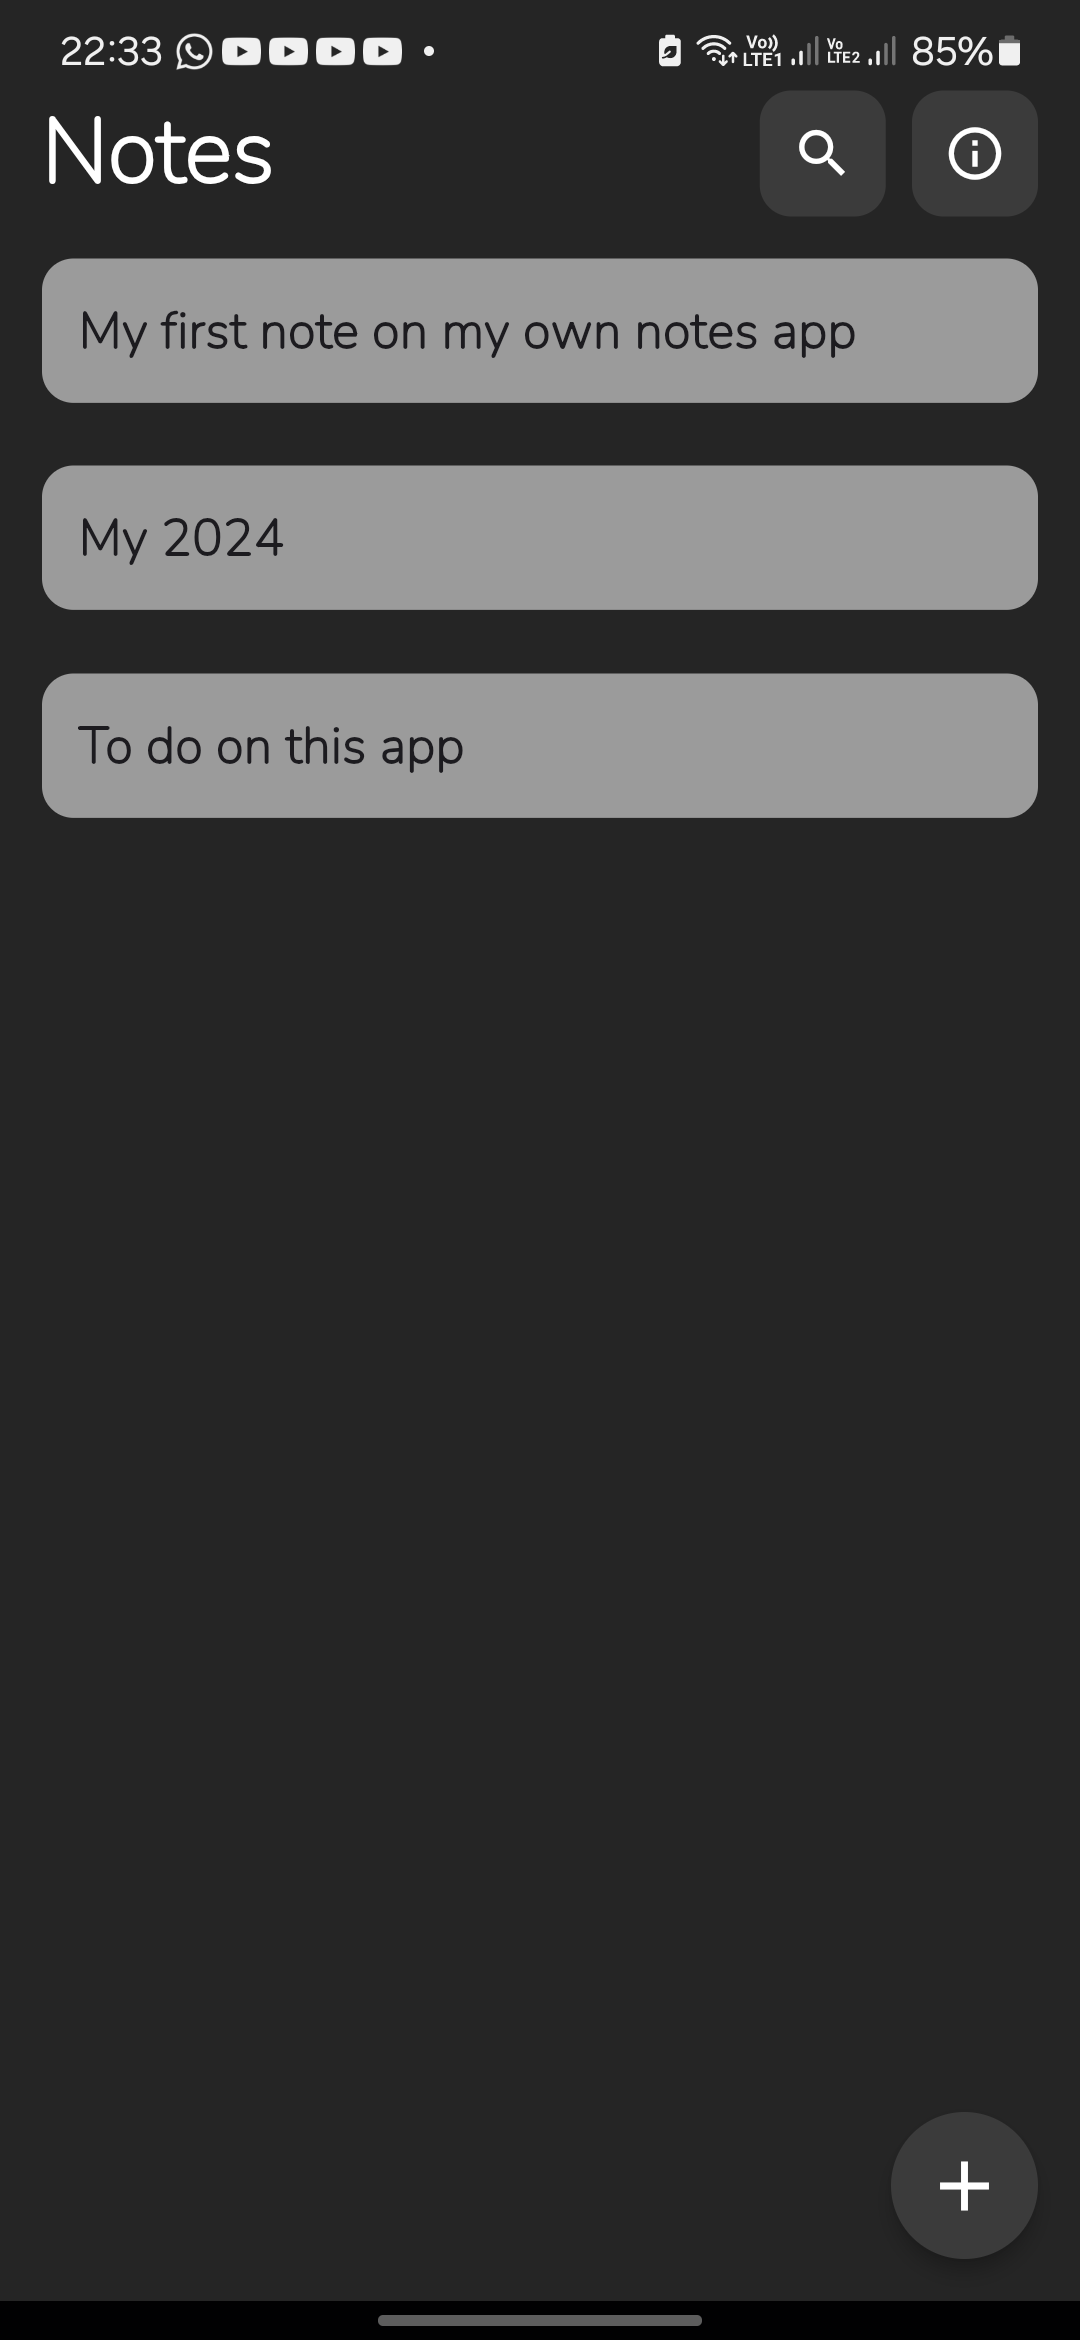 22:33 Vo)) LTE1 Vo LTE2 85%
Notes
My first note on my own notes app
My 2024
To do on this app